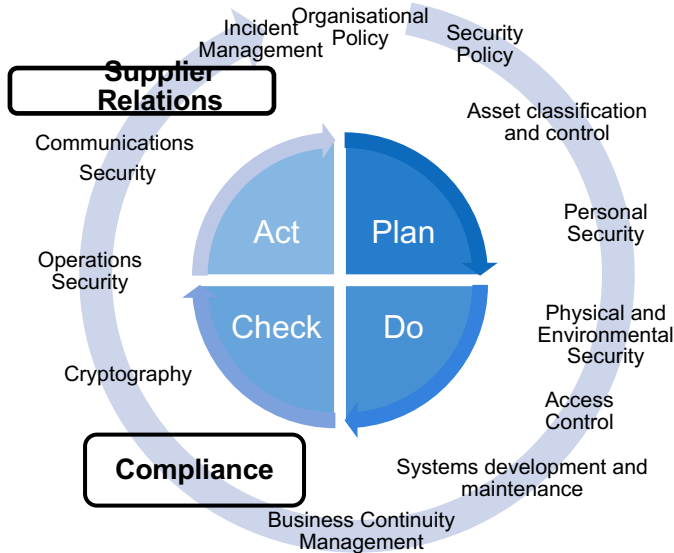 Incident
Management
Organisational
Policy
Security
Policy
Supplier
Relations
Asset classification
and control
Communications
Security
Personal
Security
Act
Plan
Operations
Security
Physical and
Environmental
Security
Check
Do
Cryptography
Access
Control
Compliance
Systems development and
maintenance
Business Continuity
Management